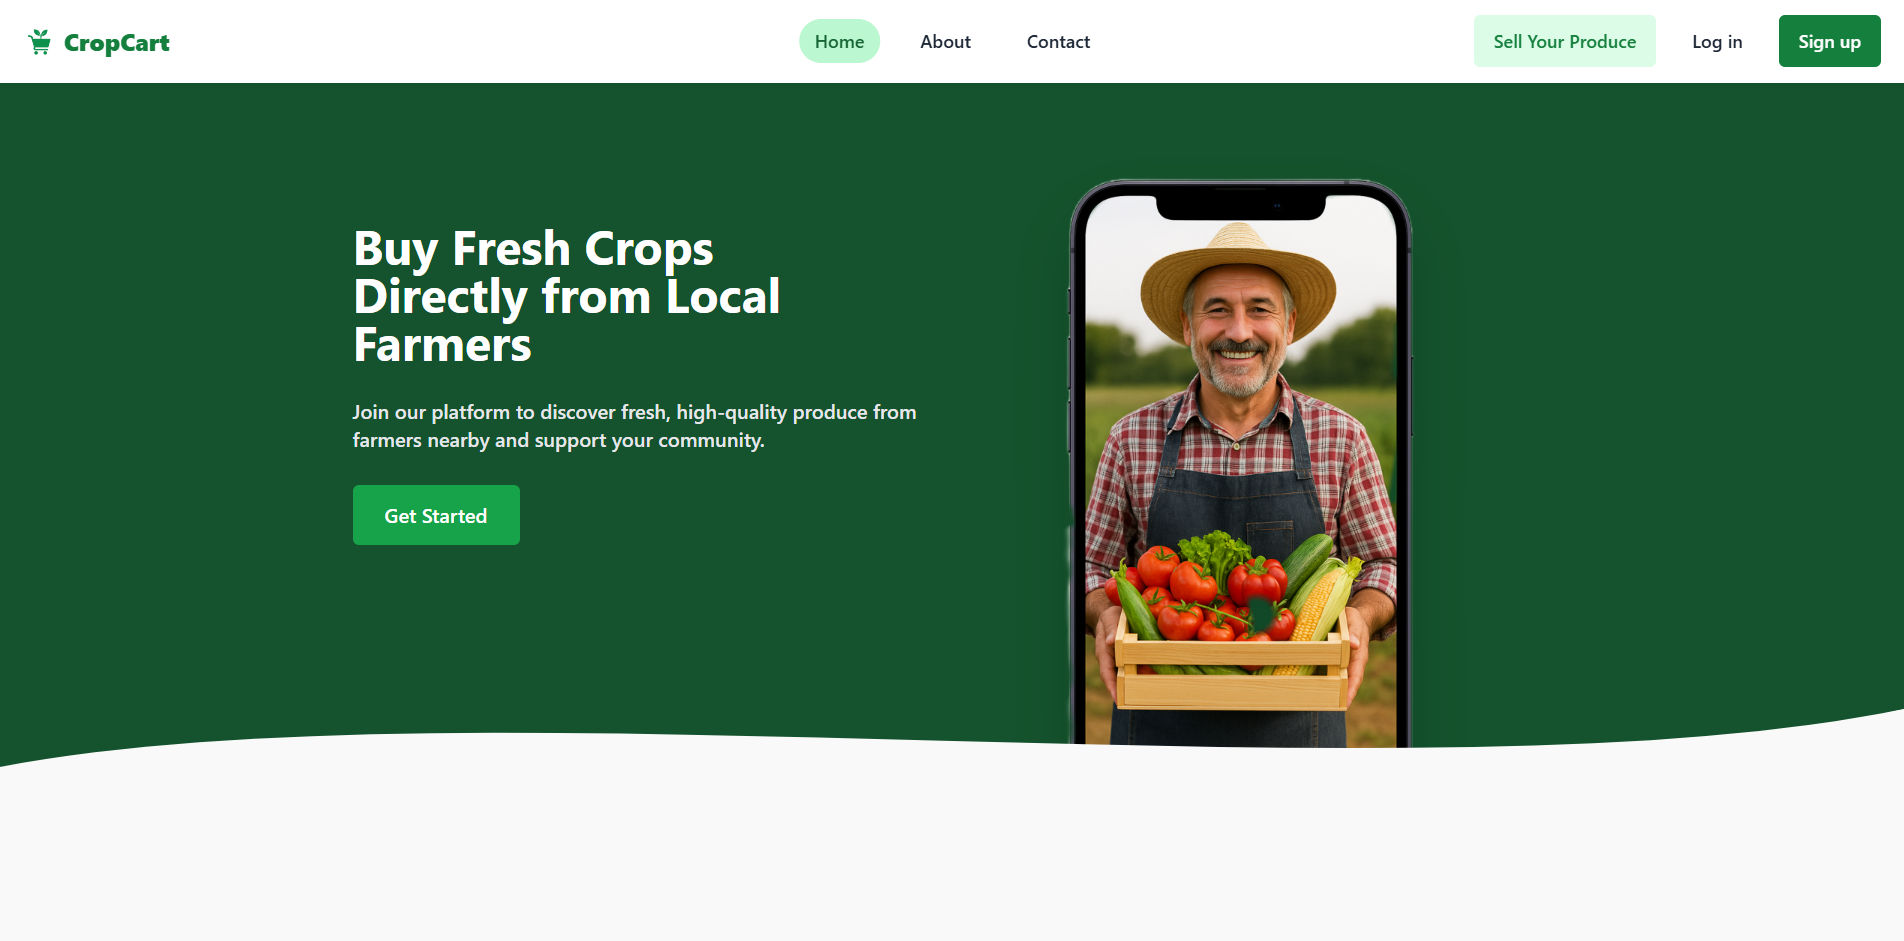 CropCart
Home
About
Contact
Sell Your Produce
Log in
Sign up
Buy Fresh Crops
Directly from Local
Farmers
Join our platform to discover fresh, high-quality produce from
farmers nearby and support your community.
Get Started